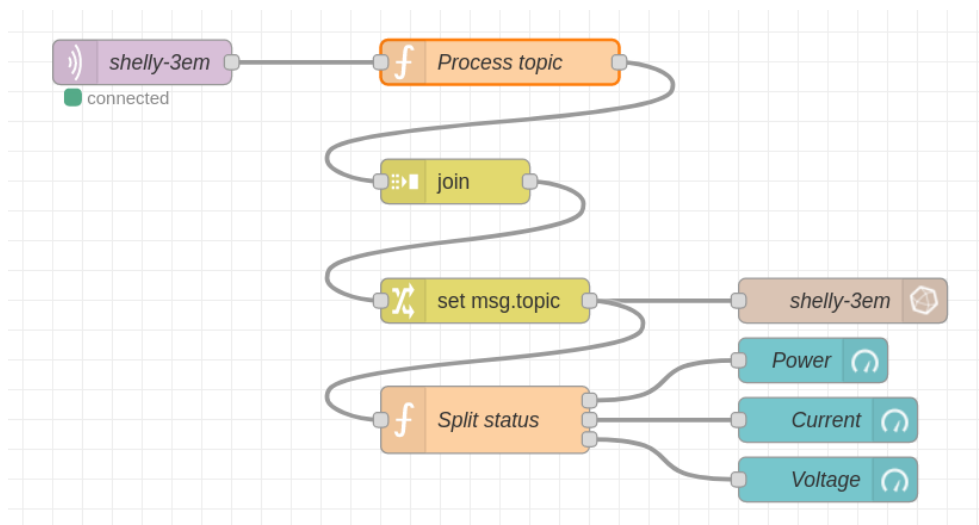 shelly-3em
Process topic
connected
join
set msg.topic
shelly-3em
Power
Split status
Current
Voltage